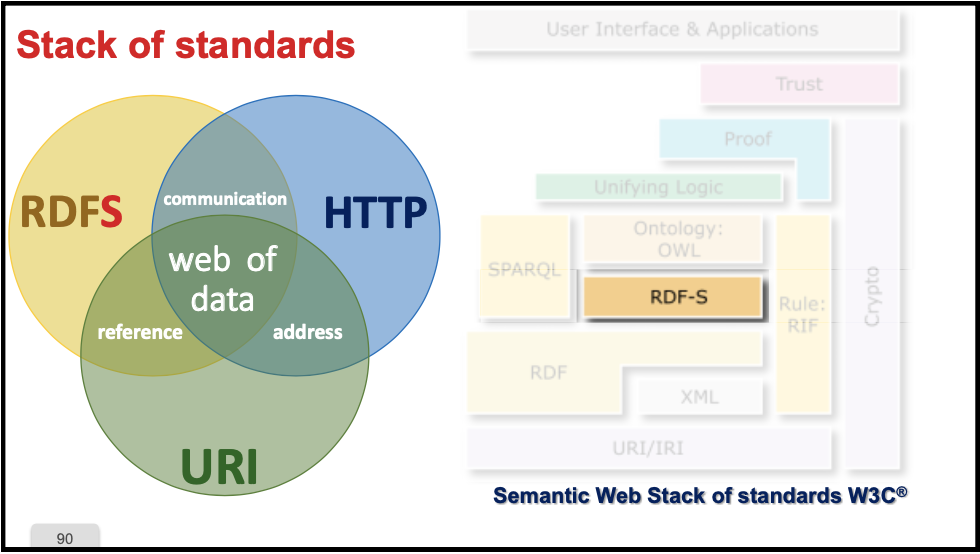 Stack of standards
RDFS
communication
HTTP
web of
data
reference
address
URI
User Interface & Applications
Trust
Proof
Unifying Logic
SPARQL
Ontology:
OWL
RDF-S
Rule:
RIF
Crypto
RDF
XML
URI/IRI
Semantic Web Stack of standards W3C®
90